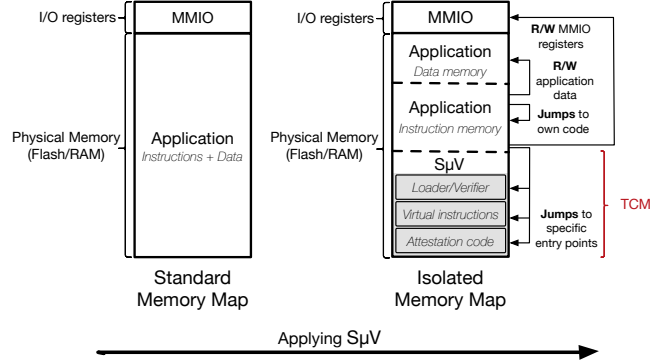 I/O registers
MMIO
Physical Memory
(Flash/RAM)
Application
Instructions + Data
Standard
Memory Map
I/O registers
MMIO
Physical Memory
(Flash/RAM)
Application
Data memory
Application
Instruction memory
SμV
Loader/Verifier
Virtual instructions
Attestation code
Isolated
Memory Map
R/W MMIO
registers
R/W
application
data
Jumps to
own code
Jumps to
specific
entry points
TCM
Applying SμV